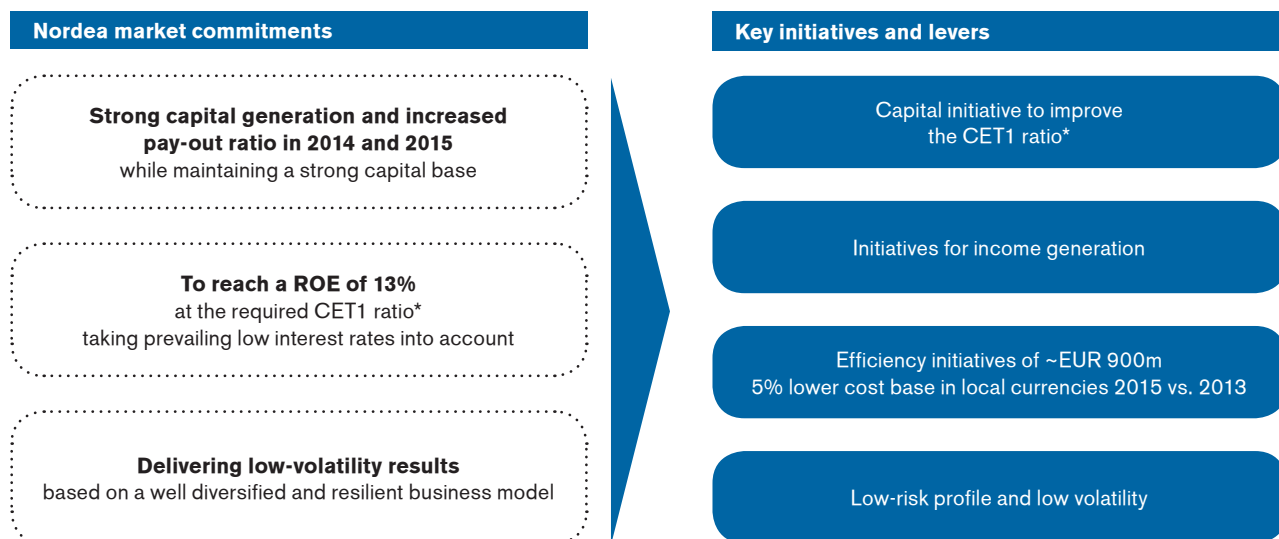 Nordea market commitments
Strong capital generation and increased
pay-out ratio in 2014 and 2015
while maintaining a strong capital base
To reach a ROE of 13%
at the required CET1 ratio*
taking prevailing low interest rates into account
Delivering low-volatility results
based on a well diversified and resilient business model
Key initiatives and levers
Capital initiative to improve
the CET1 ratio*
Initiatives for income generation
Efficiency initiatives of ~EUR 900m
5% lower cost base in local currencies 2015 vs. 2013
Low-risk profile and low volatility